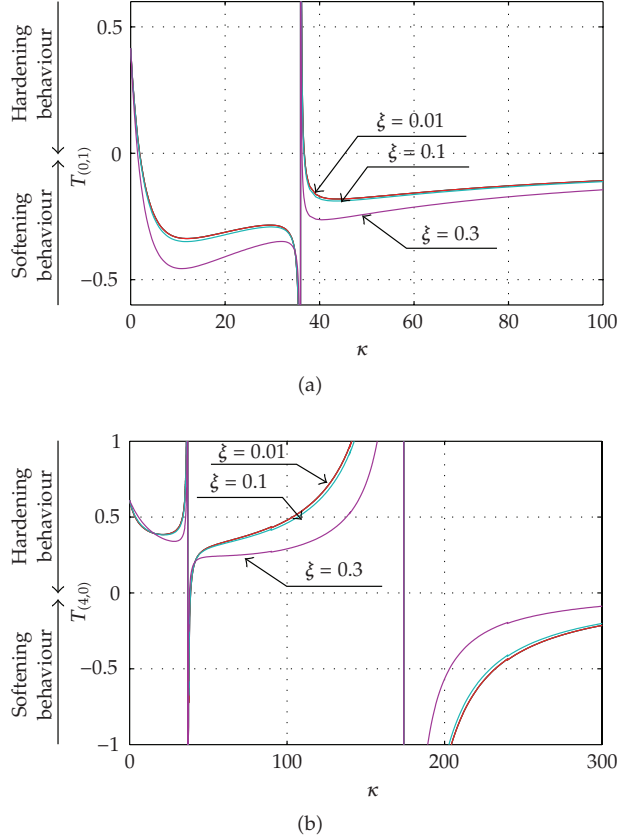 Hardening
behaviour
Softening
behaviour
T(0,1)
0.5
0
−0.5
ξ = 0.01
ξ = 0.1
ξ = 0.3
0 20 40 60 80 100
κ
(a)
Hardening
behaviour
Softening
behaviour
T(4,0)
1
0.5
0
−0.5
−1
ξ = 0.01
ξ = 0.1
ξ = 0.3
0 100 200 300
κ
(b)